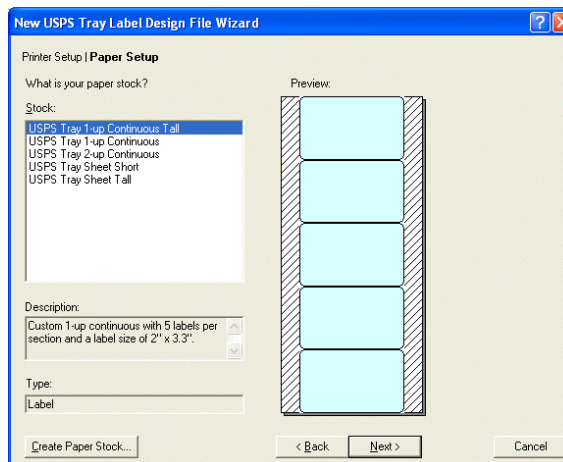 New USPS Tray Label Design File Wizard
Printer Setup | Paper Setup
What is your paper stock?
Preview:
Stock:
USPS Tray 1-up Continuous Tall
USPS Tray 1-up Continuous
USPS Tray 2-up Continuous
USPS Tray Sheet Short
USPS Tray Sheet Tall
Description:
Custom 1-up continuous with 5 labels per
section and a label size of 2" x 3.3".
Type:
Label
Create Paper Stock...
< Back
Next >
Cancel